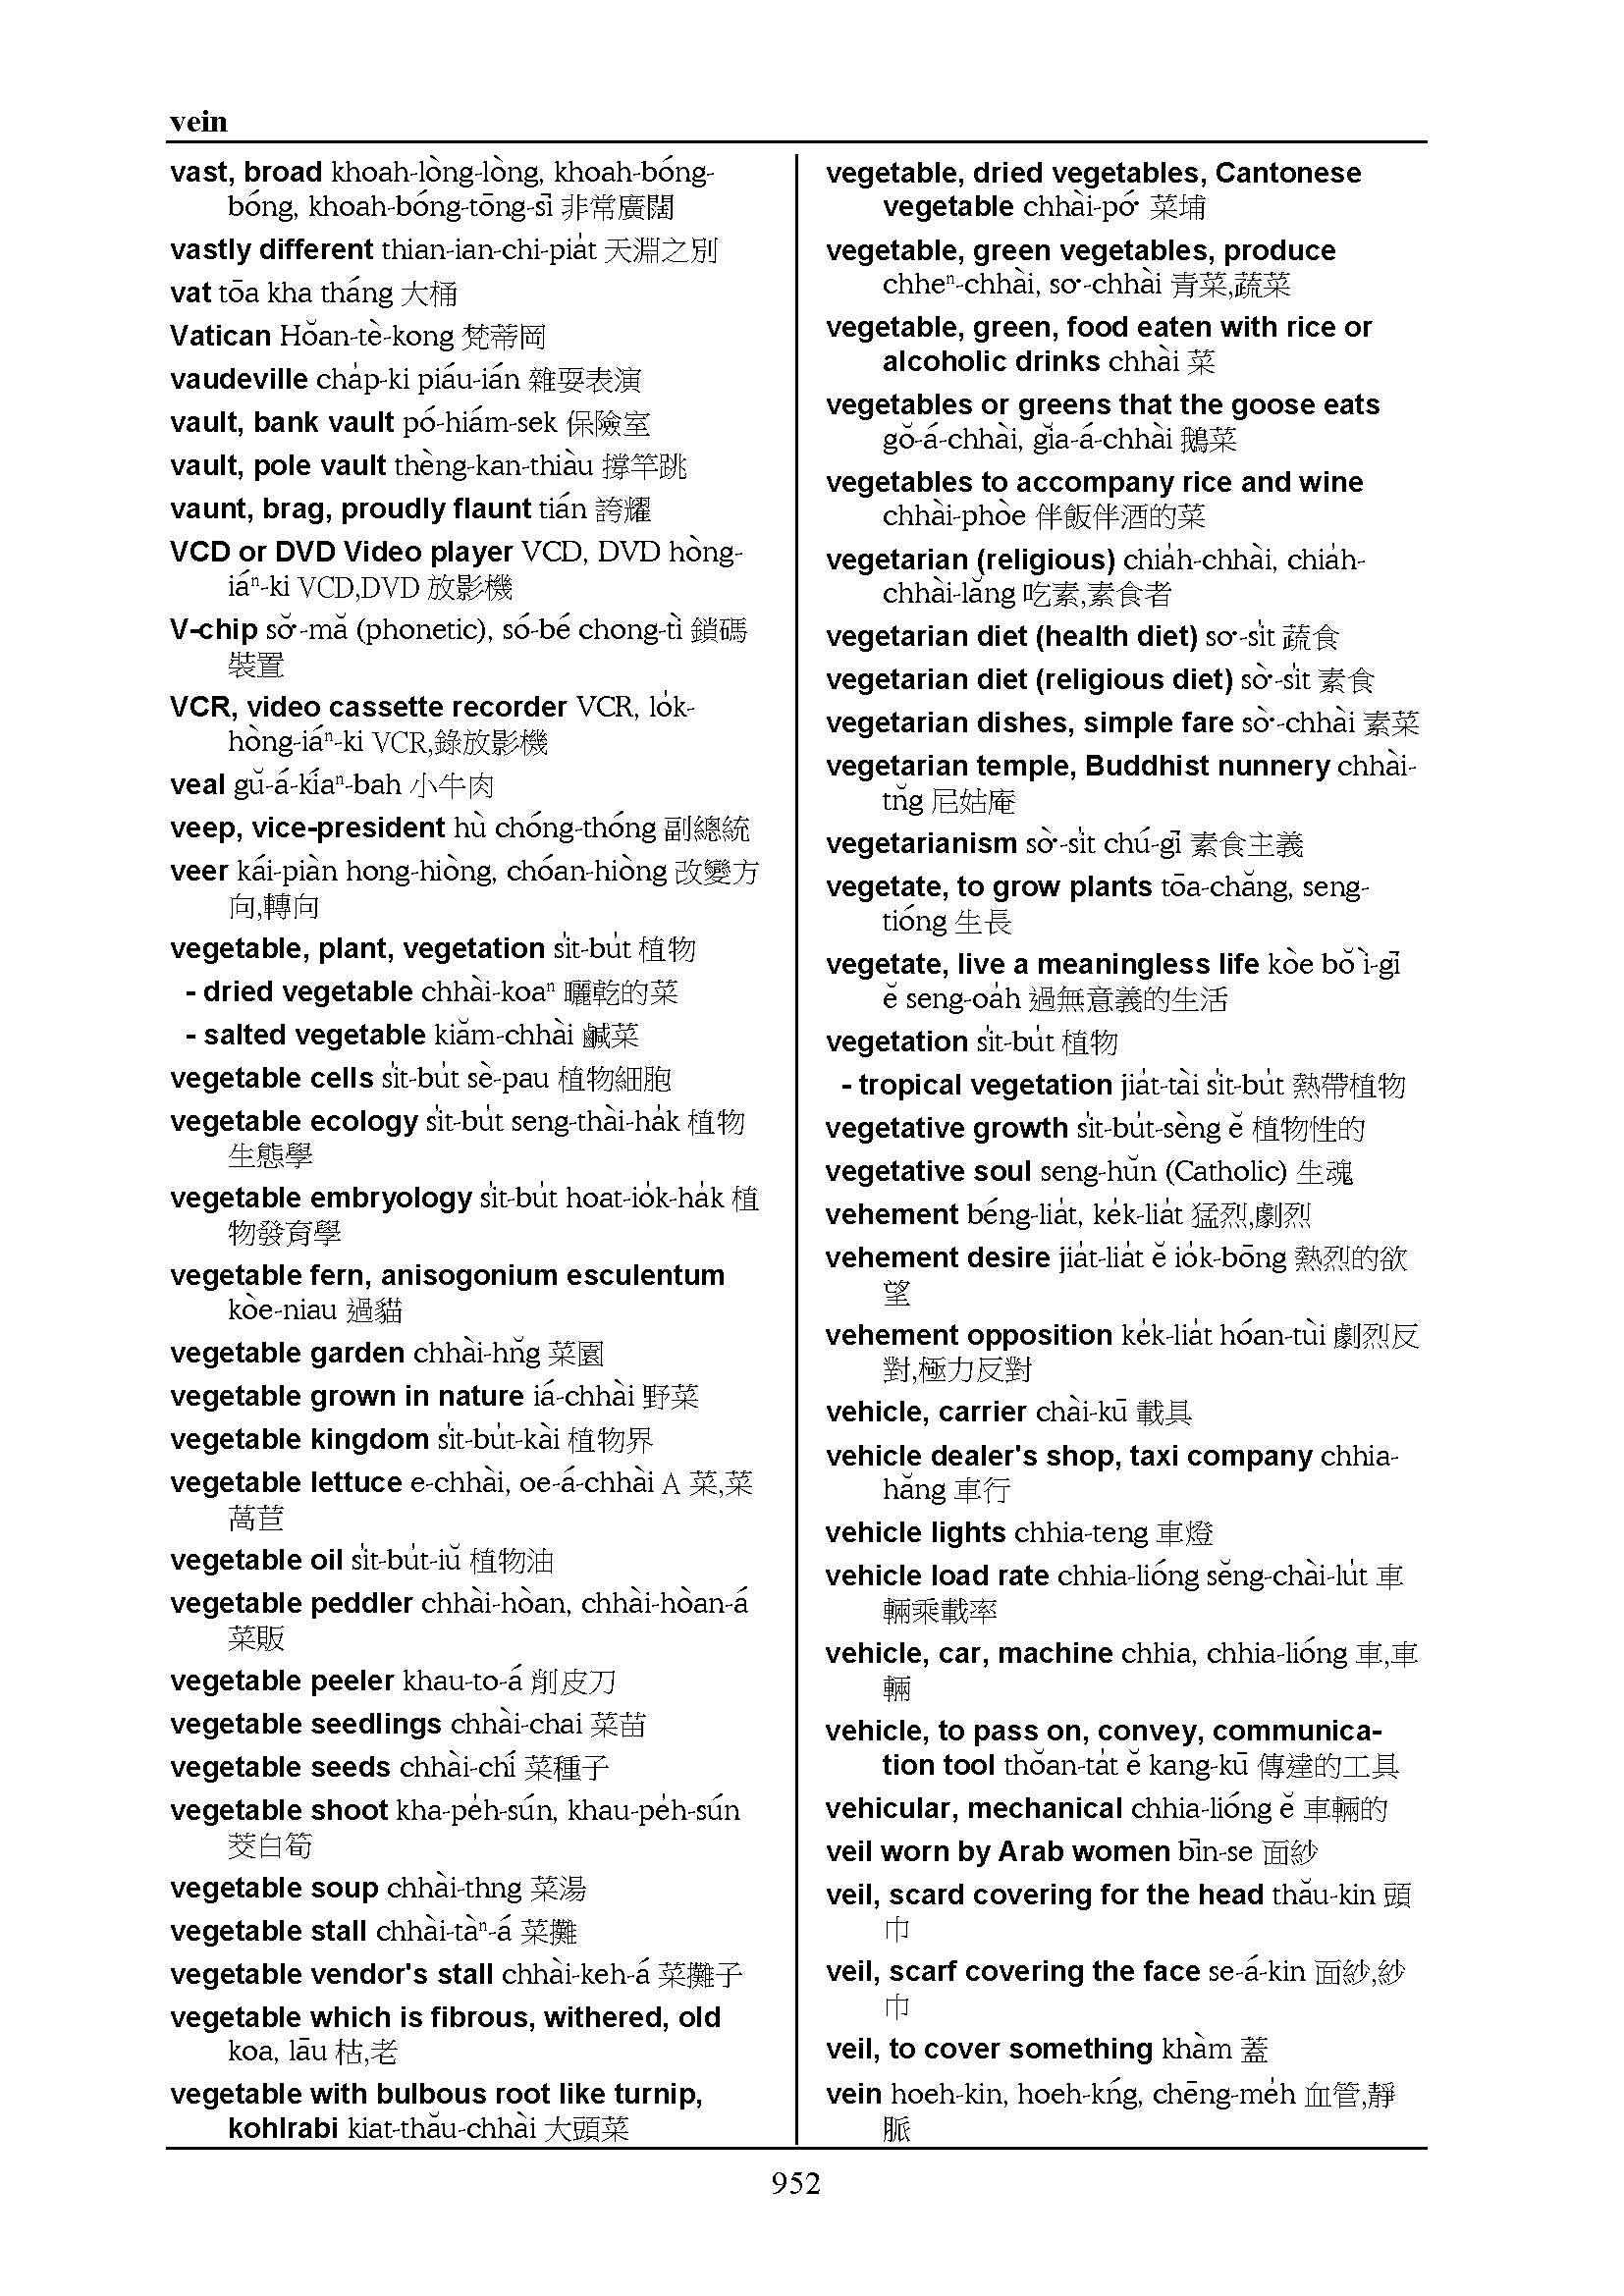 vein
vast, broad khoah-lòng-lòng, khoah-bóng-
bóng, khoah-bóng-tōng-sī 非常廣闊
vastly different thian-ian-chi-pia̍t 天淵之別
vat tōa kha tháng 大桶
Vatican Hŏan-tè-kong 梵蒂岡
vaudeville cha̍p-ki piáu-ián 雜耍表演
vault, bank vault pó-hiám-sek 保險室
vault, pole vault thèng-kan-thiàu 撐竿跳
vaunt, brag, proudly flaunt tián 誇耀
VCD or DVD Video player VCD, DVD hòng-
iáⁿ-ki VCD,DVD 放影機
V-chip sŏ͘-mă (phonetic), só-bé chong-tì 鎖碼
裝置
VCR, video cassette recorder VCR, lo̍k-
hòng-iáⁿ-ki VCR,錄放影機
veal gŭ-á-kíaⁿ-bah 小牛肉
veep, vice-president hù chóng-thóng 副總統
veer kái-piàn hong-hiòng, chóan-hiòng 改變方
向,轉向
vegetable, plant, vegetation si̍t-bu̍t 植物
- dried vegetable chhài-koaⁿ 曬乾的菜
- salted vegetable kiăm-chhài 鹹菜
vegetable cells si̍t-bu̍t sè-pau 植物細胞
vegetable ecology si̍t-bu̍t seng-thài-ha̍k 植物
生態學
vegetable embryology si̍t-bu̍t hoat-io̍k-ha̍k 植
物發育學
vegetable fern, anisogonium esculentum
kòe-niau 過貓
vegetable garden chhài-hn̆g 菜園
vegetable grown in nature iá-chhài 野菜
vegetable kingdom si̍t-bu̍t-kài 植物界
vegetable lettuce e-chhài, oe-á-chhài A 菜,菜
萵苣
vegetable oil si̍t-bu̍t-iŭ 植物油
vegetable peddler chhài-hòan, chhài-hòan-á
菜販
vegetable peeler khau-to-á 削皮刀
vegetable seedlings chhài-chai 菜苗
vegetable seeds chhài-chí 菜種子
vegetable shoot kha-pe̍h-sún, khau-pe̍h-sún
茭白筍
vegetable soup chhài-thng 菜湯
vegetable stall chhài-tàⁿ-á 菜攤
vegetable vendor's stall chhài-keh-á 菜攤子
vegetable which is fibrous, withered, old
koa, lāu 枯,老
vegetable with bulbous root like turnip,
kohlrabi kiat-thău-chhài 大頭菜
vegetable, dried vegetables, Cantonese
vegetable chhài-pó͘ 菜埔
vegetable, green vegetables, produce
chheⁿ-chhài, so͘-chhài 青菜,蔬菜
vegetable, green, food eaten with rice or
alcoholic drinks chhài 菜
vegetables or greens that the goose eats
gŏ-á-chhài, gĭa-á-chhài 鵝菜
vegetables to accompany rice and wine
chhài-phòe 伴飯伴酒的菜
vegetarian (religious) chia̍h-chhài, chia̍h-
chhài-lăng 吃素,素食者
vegetarian diet (health diet) so͘-si̍t 蔬食
vegetarian diet (religious diet) sò͘-si̍t 素食
vegetarian dishes, simple fare sò͘-chhài 素菜
vegetarian temple, Buddhist nunnery chhài-
tn̆g 尼姑庵
vegetarianism sò͘-si̍t chú-gī 素食主義
vegetate, to grow plants tōa-chăng, seng-
tióng 生長
vegetate, live a meaningless life kòe bŏ ì-gī
ĕ seng-oa̍h 過無意義的生活
vegetation si̍t-bu̍t 植物
- tropical vegetation jia̍t-tài si̍t-bu̍t 熱帶植物
vegetative growth si̍t-bu̍t-sèng ĕ 植物性的
vegetative soul seng-hŭn (Catholic) 生魂
vehement béng-lia̍t, ke̍k-lia̍t 猛烈,劇烈
vehement desire jia̍t-lia̍t ĕ io̍k-bōng 熱烈的欲
望
vehement opposition ke̍k-lia̍t hóan-tùi 劇烈反
對,極力反對
vehicle, carrier chài-kū 載具
vehicle dealer's shop, taxi company chhia-
hăng 車行
vehicle lights chhia-teng 車燈
vehicle load rate chhia-lióng sĕng-chài-lu̍t 車
輛乘載率
vehicle, car, machine chhia, chhia-lióng 車,車
輛
vehicle, to pass on, convey, communica-
tion tool thŏan-ta̍t ĕ kang-kū 傳達的工具
vehicular, mechanical chhia-lióng ĕ 車輛的
veil worn by Arab women bīn-se 面紗
veil, scard covering for the head thău-kin 頭
巾
veil, scarf covering the face se-á-kin 面紗,紗
巾
veil, to cover something khàm 蓋
vein hoeh-kin, hoeh-kńg, chēng-me̍h 血管,靜
脈
952